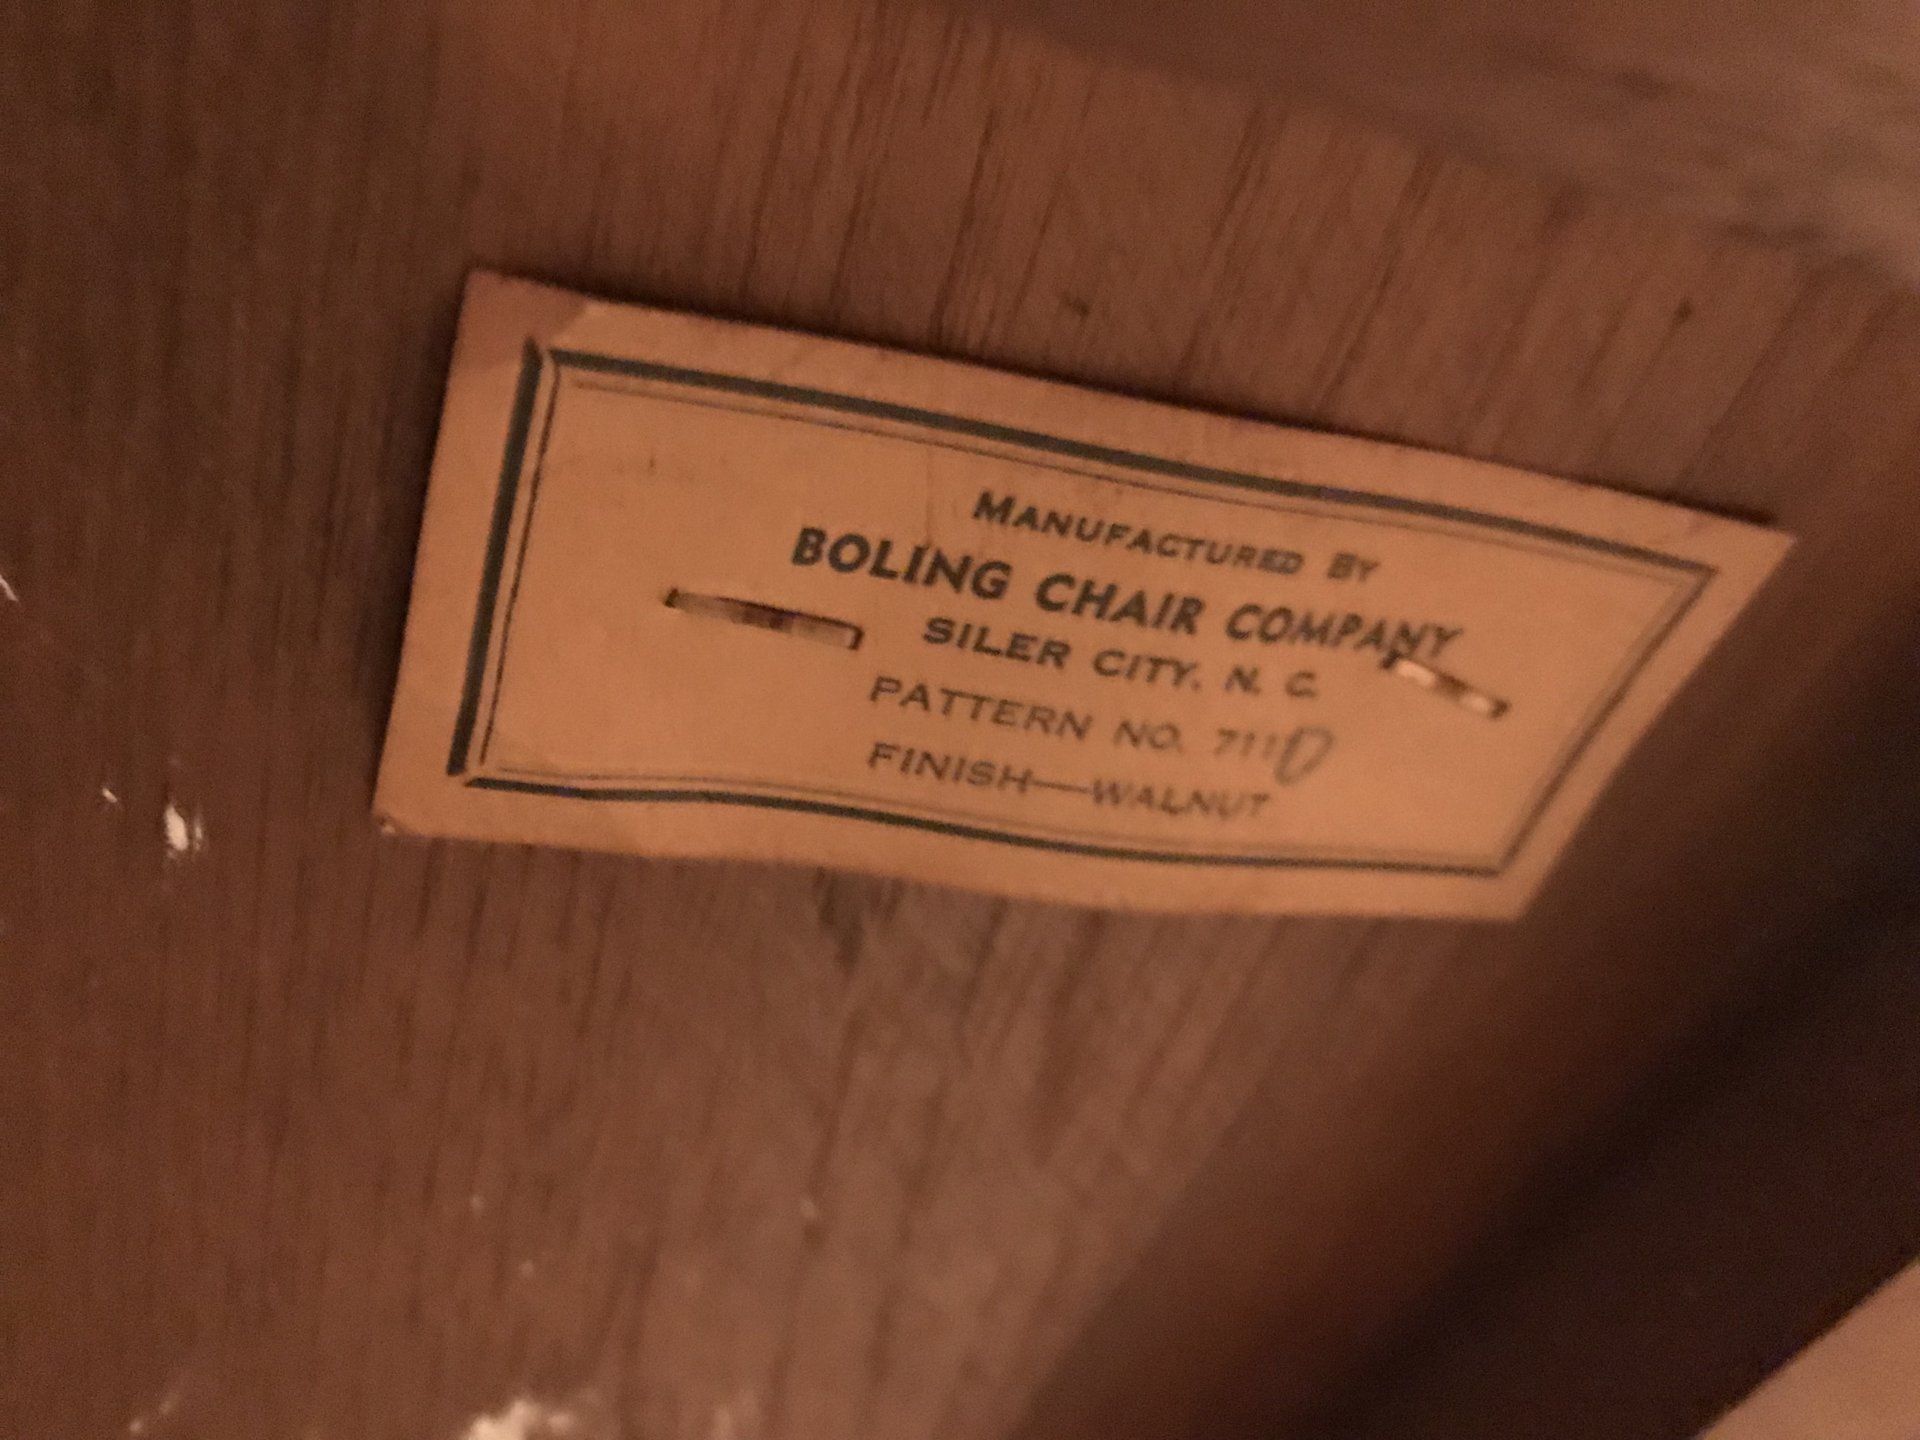 MANUFACTURED BY
BOLING CHAIR COMPANY
SILER CITY, N. C.
PATTERN NO. 711D
FINISH—WALNUT